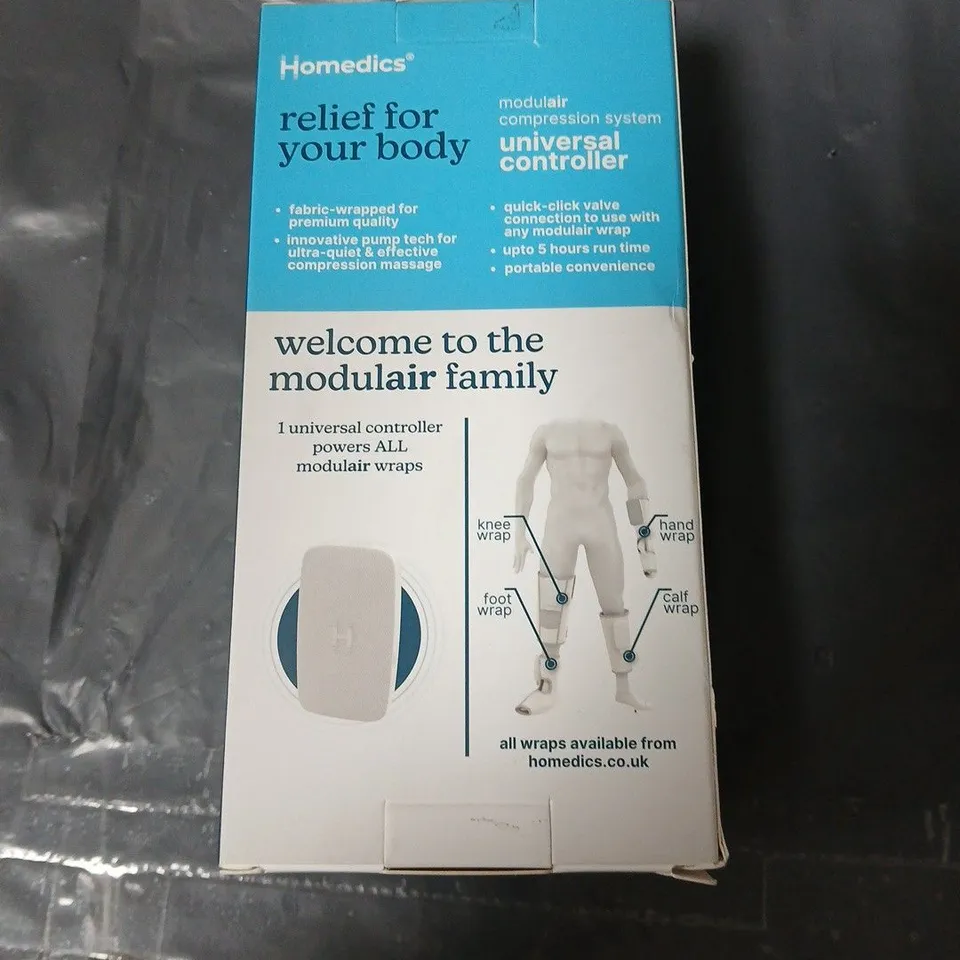 Homedics®
relief for
your body
modulair
compression system
universal
controller
• fabric-wrapped for
premium quality
• innovative pump tech for
ultra-quiet & effective
compression massage
• quick-click valve
connection to use with
any modulair wrap
• upto 5 hours run time
• portable convenience
welcome to the
modulair family
1 universal controller
powers ALL
modulair wraps
H
knee
wrap
hand
wrap
foot
wrap
calf
wrap
all wraps available from
homedics.co.uk